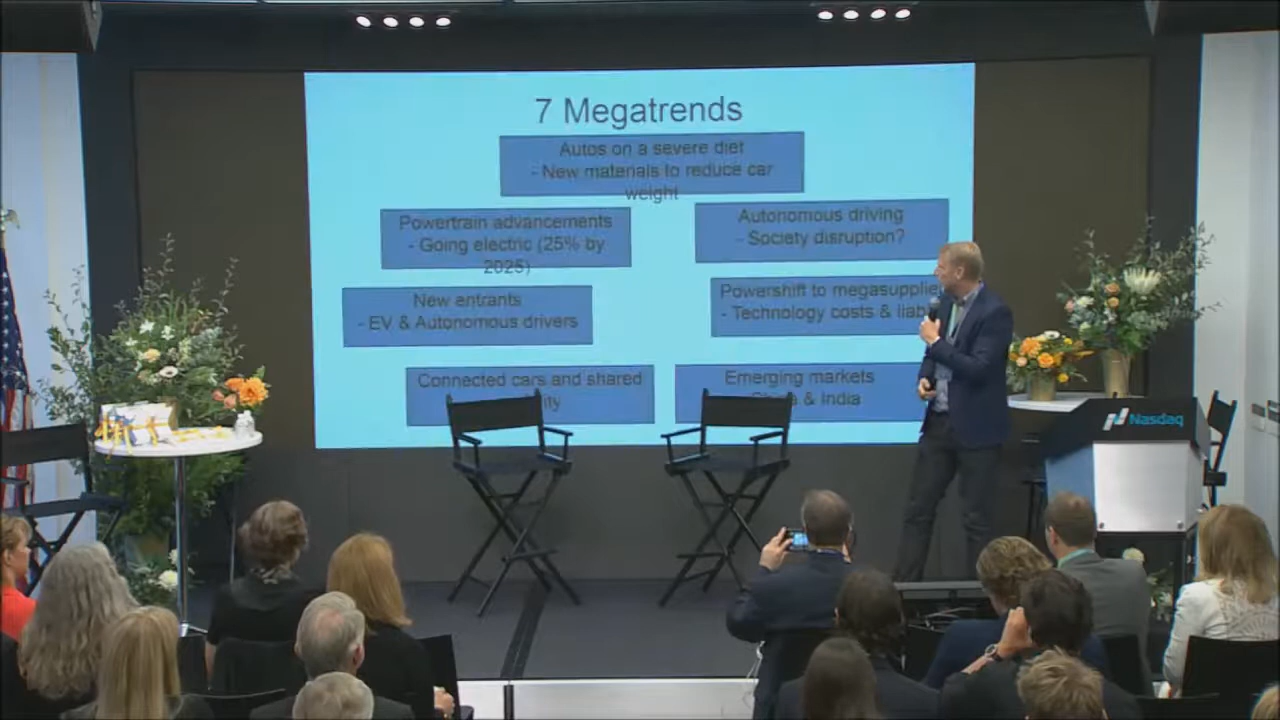 7 Megatrends
Autos on a severe diet
- New materials to reduce car
weight
Powertrain advancements
- Going electric (25% by
2025)
Autonomous driving
- Society disruption?
New entrants
- EV & Autonomous drivers
Powershift to megasupplie
- Technology costs & liab
Connected cars and shared
Emerging markets
& India
Nasdaq